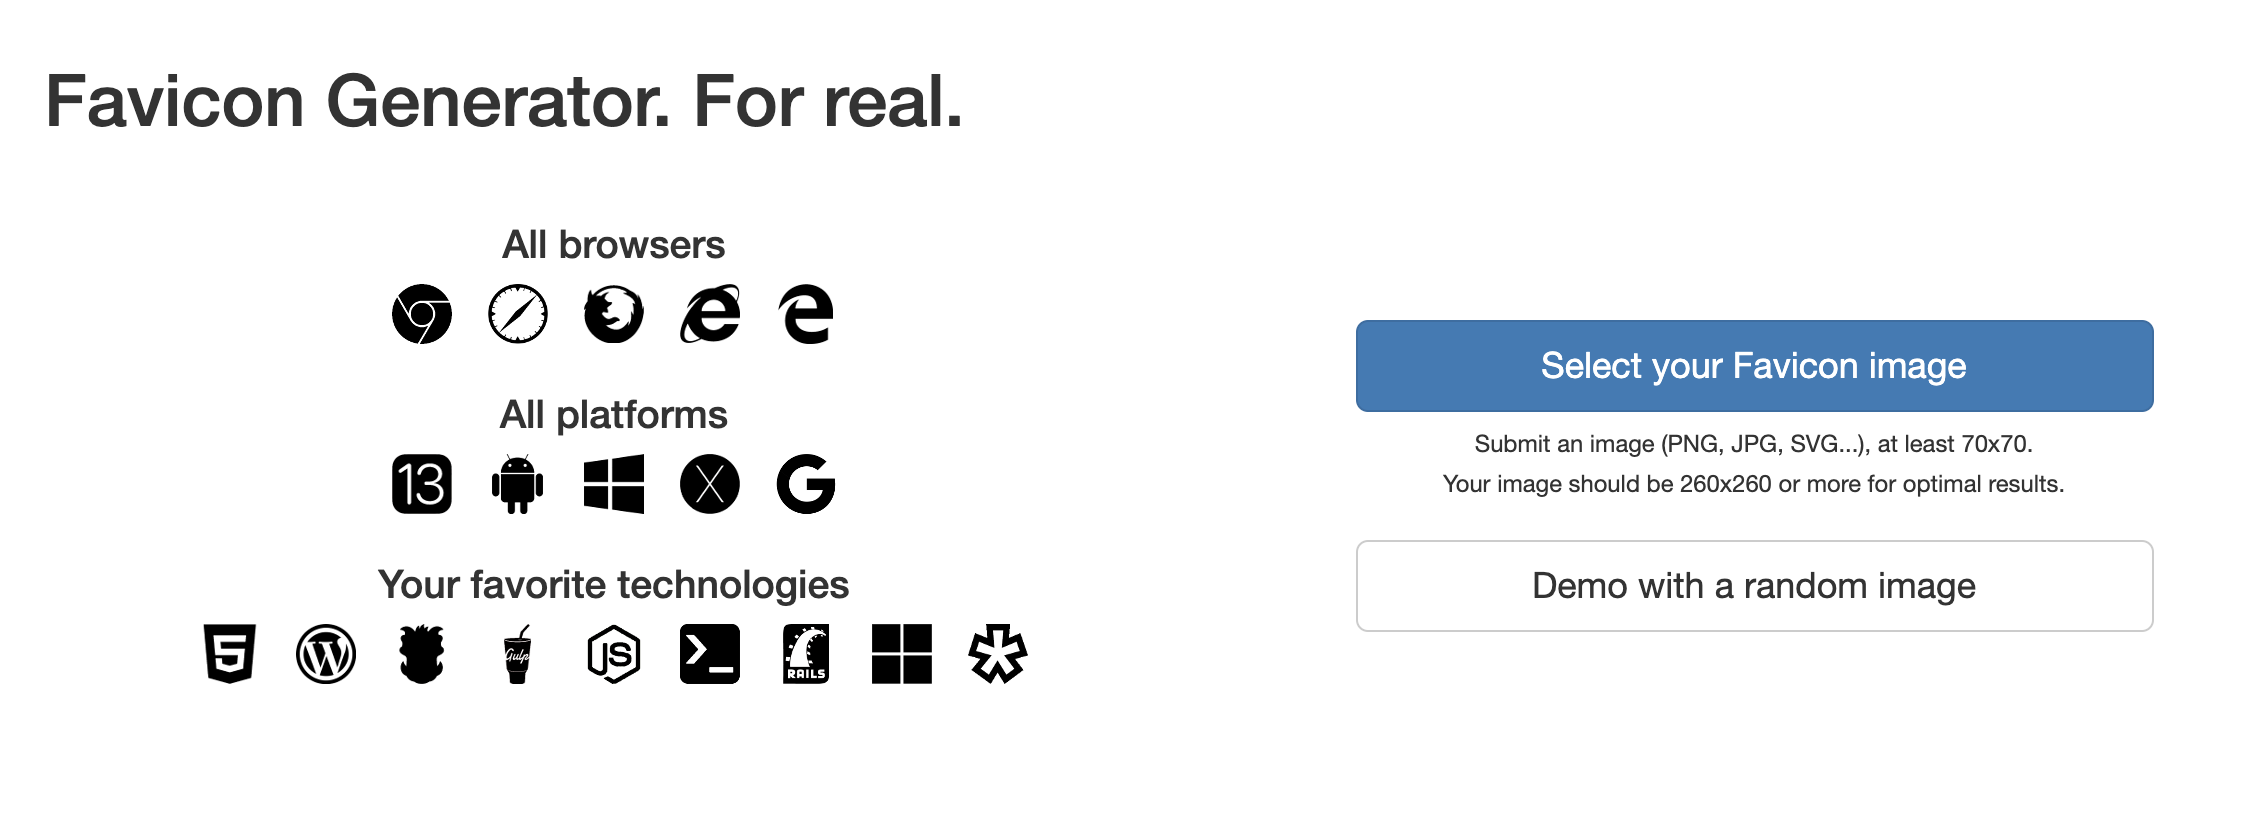 Favicon Generator. For real.
All browsers
All platforms
13
Your favorite technologies
5
W
Gulp
JS
>_
RAILS
Select your Favicon image
Submit an image (PNG, JPG, SVG...), at least 70x70.
Your image should be 260x260 or more for optimal results.
Demo with a random image